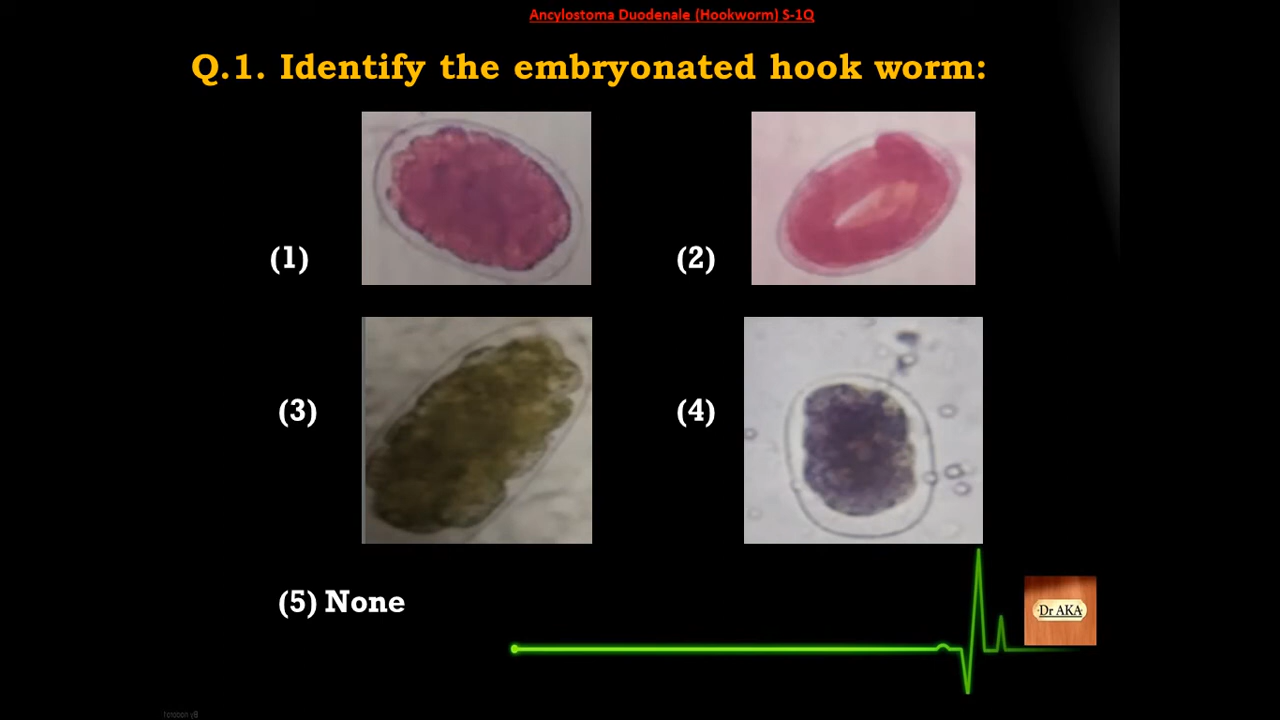 Ancylostoma Duodenale (Hookworm) S-1Q
Q.1. Identify the embryonated hook worm:
(1)
(2)
(3)
(4)
(5) None
Dr AKA